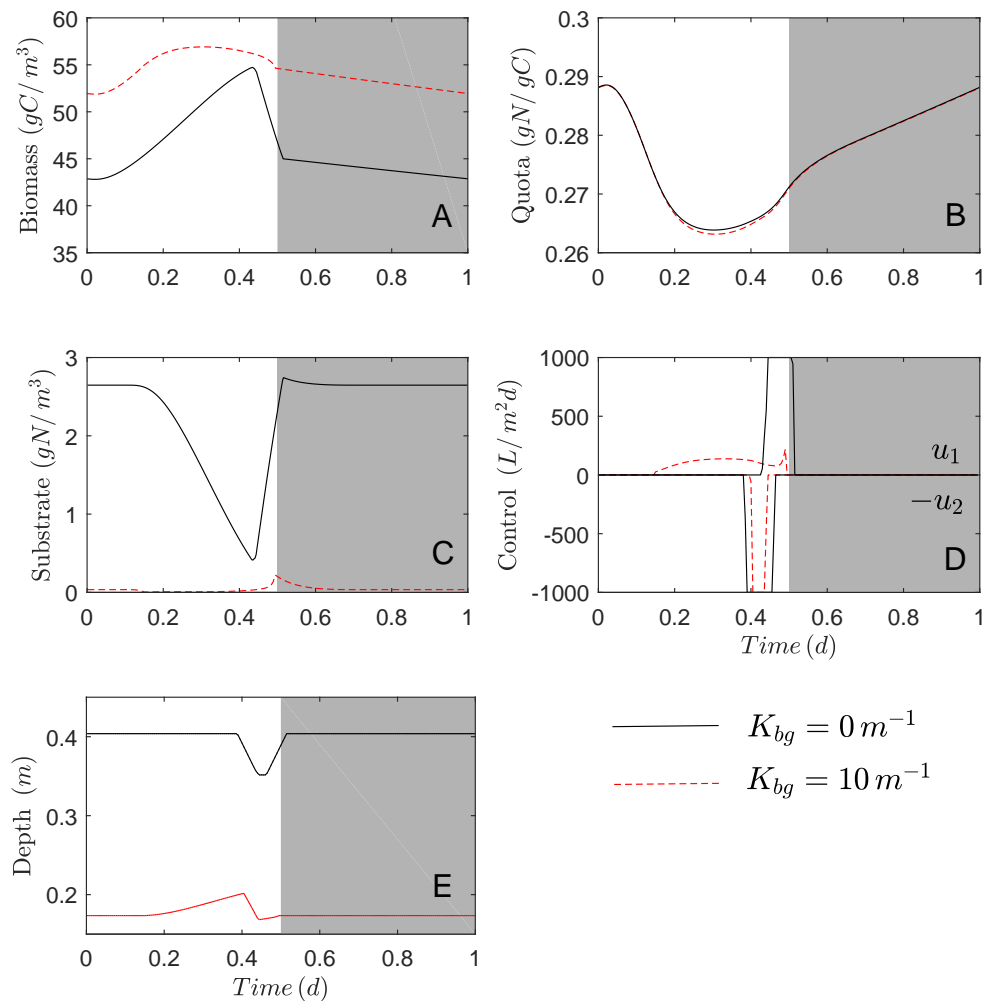 Biomass (gC/m³)
60
55
50
45
40
35
0 0.2 0.4 0.6 0.8 1
A
Quota (gN/gC)
0.3
0.29
0.28
0.27
0.26
0 0.2 0.4 0.6 0.8 1
B
Substrate (gN/m³)
3
2
1
0
0 0.2 0.4 0.6 0.8 1
C
Control (L/m²d)
1000
500
0
-500
-1000
u₁
−u₂
0 0.2 0.4 0.6 0.8 1
D
Time (d)
Depth (m)
0.4
0.3
0.2
0 0.2 0.4 0.6 0.8 1
E
Time (d)
K_bg = 0 m⁻¹
K_bg = 10 m⁻¹